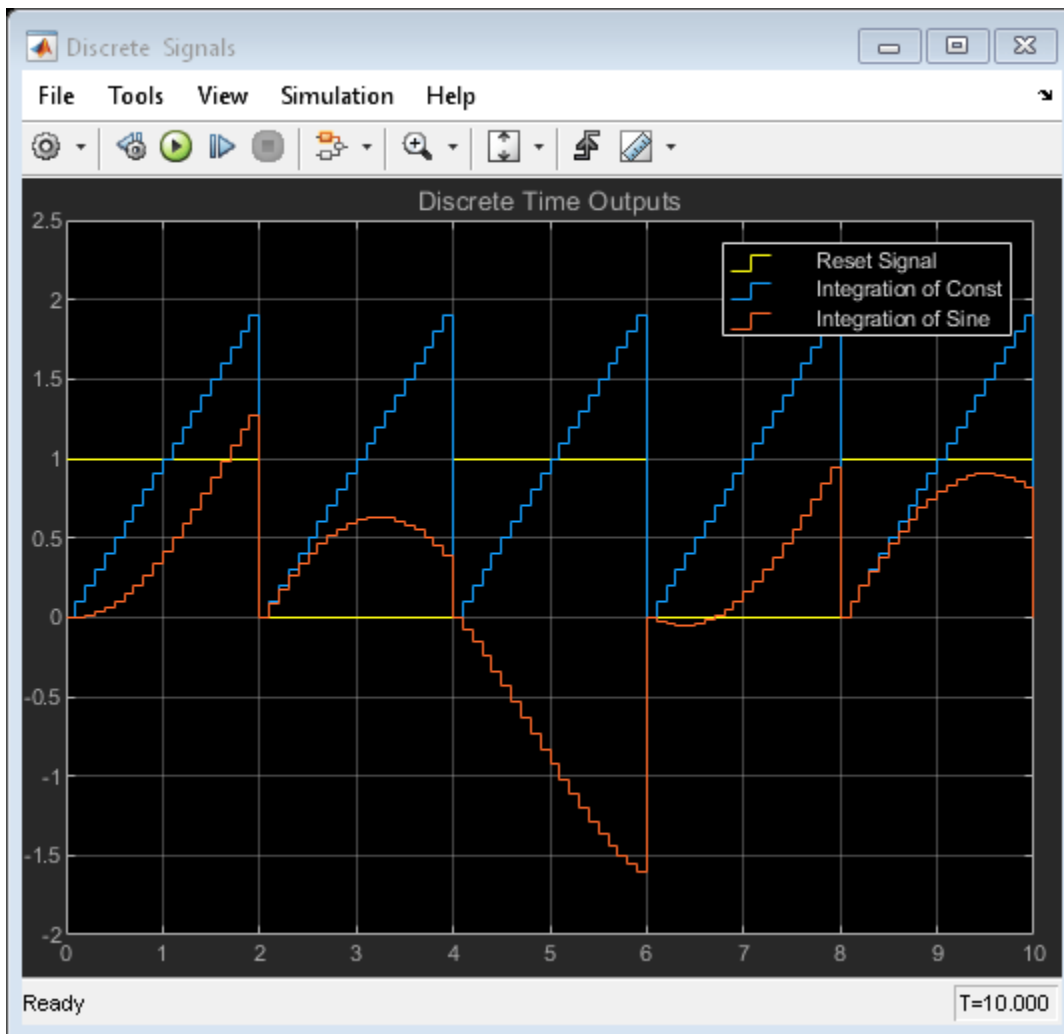 Discrete Signals
File Tools View Simulation Help
Discrete Time Outputs
Reset Signal
Integration of Const
Integration of Sine
2.5
2
1.5
1
0.5
0
-0.5
-1
-1.5
-2
0 1 2 3 4 5 6 7 8 9 10
Ready T=10.000